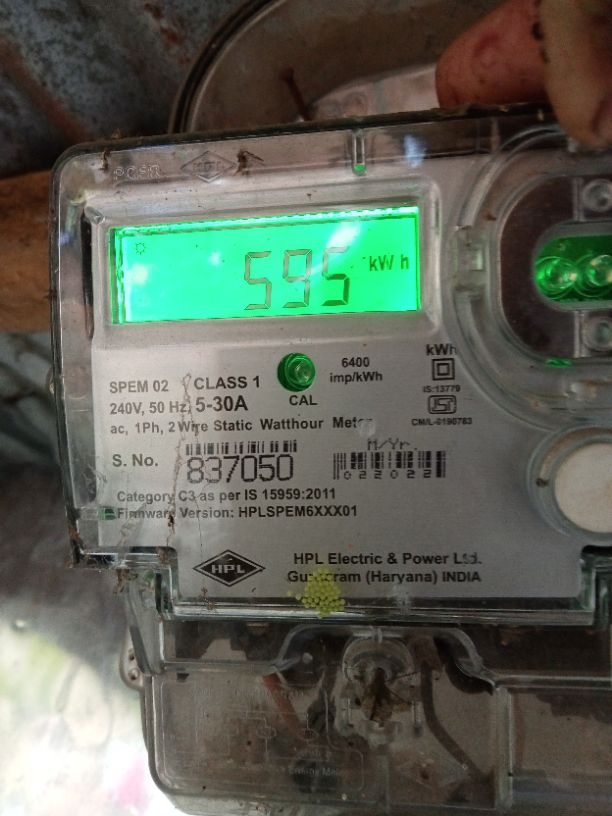 HPL
595 kWh
SPEM 02 CLASS 1
240V, 50 Hz, 5-30A
ac, 1Ph, 2 Wire Static Watthour Meter
CAL
6400
imp/kWh
kWh
IS:13779
CM/L-0190783
S. No. 837050
M/Yr.
022022
Category C3 as per IS 15959:2011
Firmware Version: HPLSPEM6XXX01
HPL
HPL Electric & Power Ltd.
Gurugram (Haryana) INDIA